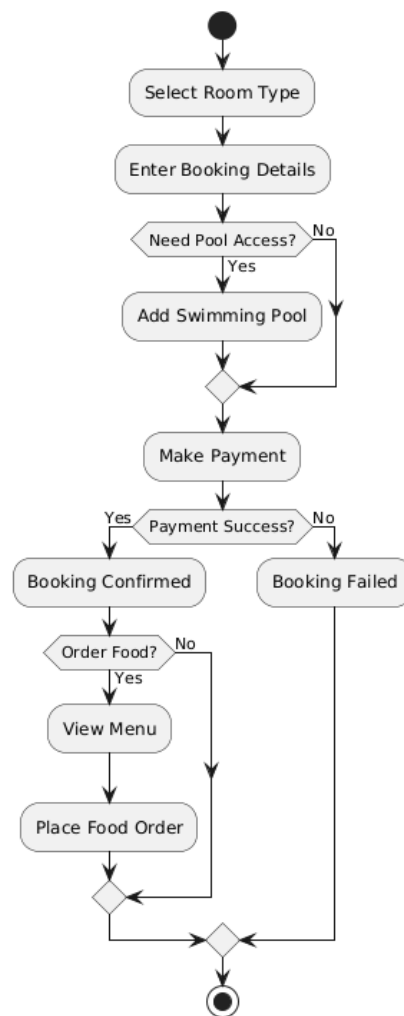 Select Room Type
Enter Booking Details
Need Pool Access?
No
Yes
Add Swimming Pool
Make Payment
Yes
Payment Success?
No
Booking Confirmed
Booking Failed
Order Food?
No
Yes
View Menu
Place Food Order